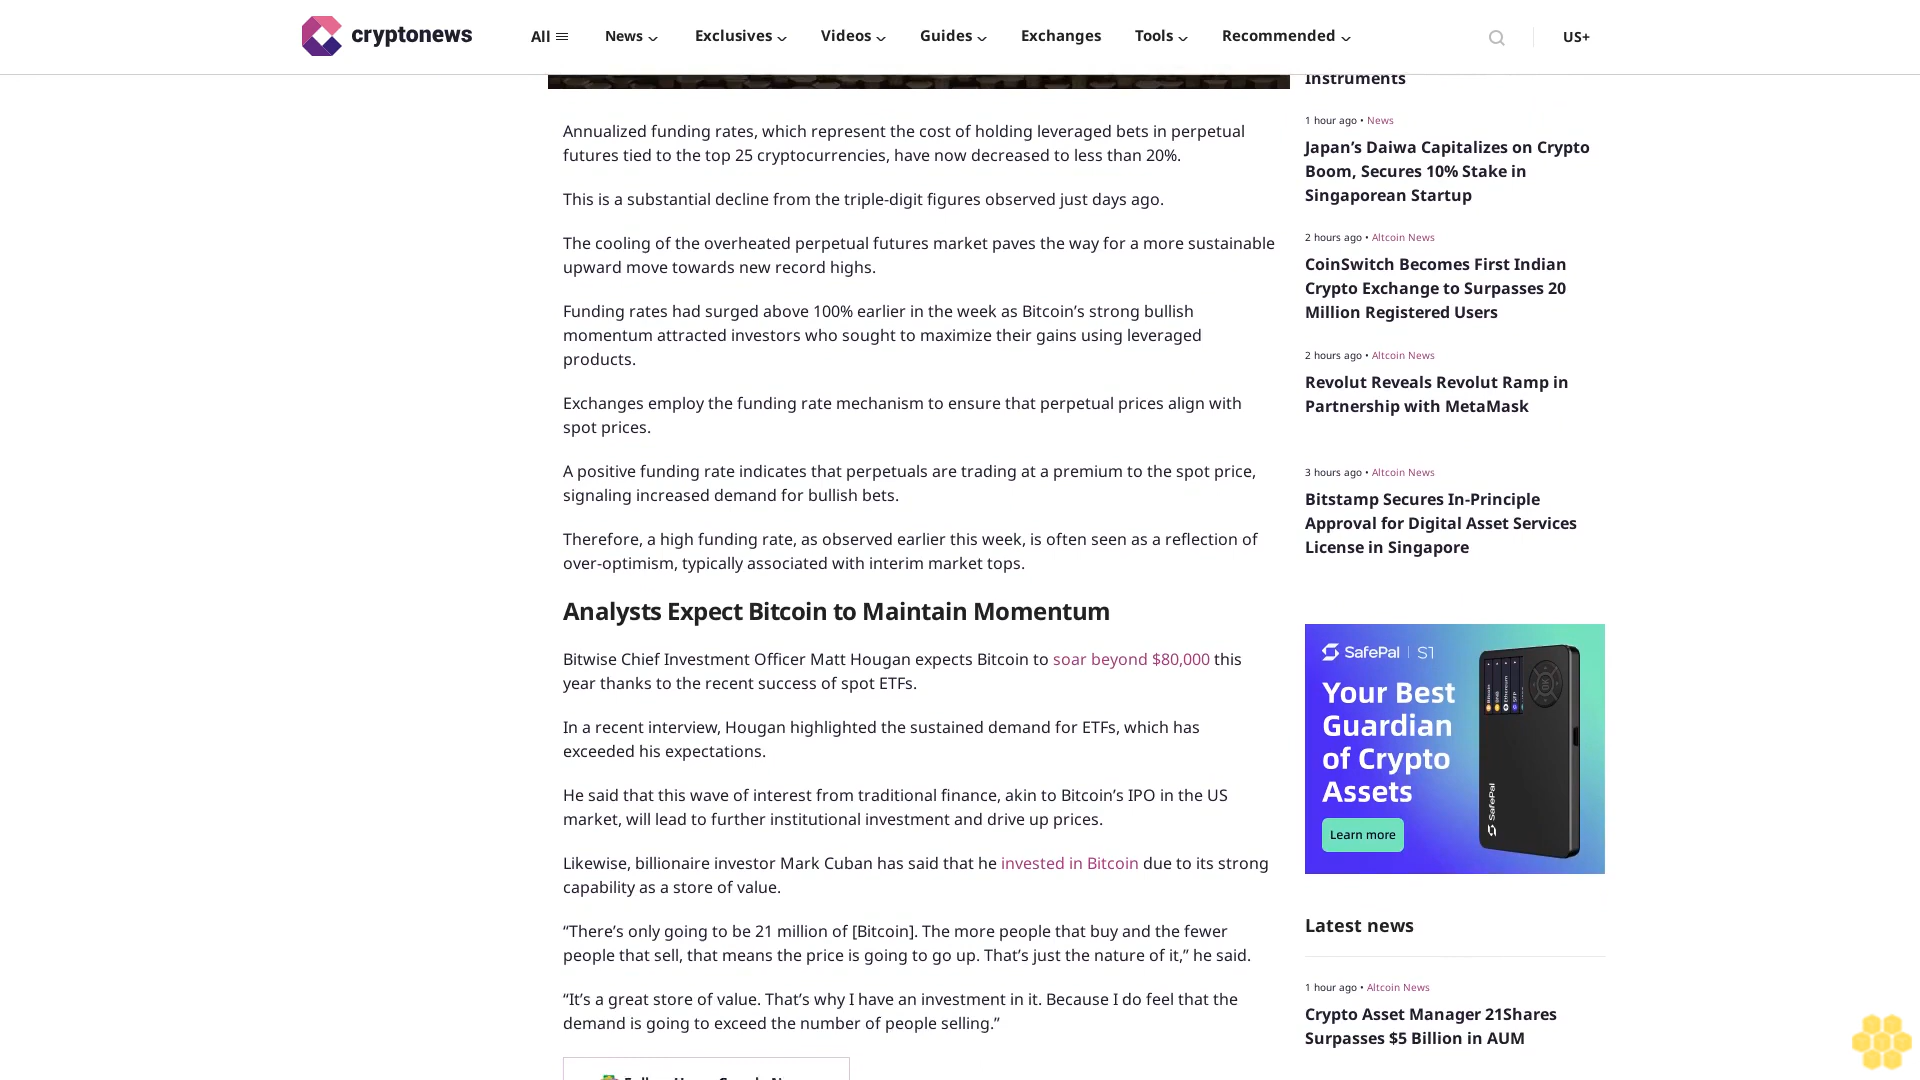 cryptonews
All
News
Exclusives
Videos
Guides
Exchanges
Tools
Recommended
US+
Annualized funding rates, which represent the cost of holding leveraged bets in perpetual
futures tied to the top 25 cryptocurrencies, have now decreased to less than 20%.
This is a substantial decline from the triple-digit figures observed just days ago.
The cooling of the overheated perpetual futures market paves the way for a more sustainable
upward move towards new record highs.
Funding rates had surged above 100% earlier in the week as Bitcoin’s strong bullish
momentum attracted investors who sought to maximize their gains using leveraged
products.
Exchanges employ the funding rate mechanism to ensure that perpetual prices align with
spot prices.
A positive funding rate indicates that perpetuals are trading at a premium to the spot price,
signaling increased demand for bullish bets.
Therefore, a high funding rate, as observed earlier this week, is often seen as a reflection of
over-optimism, typically associated with interim market tops.
Analysts Expect Bitcoin to Maintain Momentum
Bitwise Chief Investment Officer Matt Hougan expects Bitcoin to soar beyond $80,000 this
year thanks to the recent success of spot ETFs.
In a recent interview, Hougan highlighted the sustained demand for ETFs, which has
exceeded his expectations.
He said that this wave of interest from traditional finance, akin to Bitcoin’s IPO in the US
market, will lead to further institutional investment and drive up prices.
Likewise, billionaire investor Mark Cuban has said that he invested in Bitcoin due to its strong
capability as a store of value.
“There’s only going to be 21 million of [Bitcoin]. The more people that buy and the fewer
people that sell, that means the price is going to go up. That’s just the nature of it,” he said.
“It’s a great store of value. That’s why I have an investment in it. Because I do feel that the
demand is going to exceed the number of people selling.”
Instruments
1 hour ago • News
Japan’s Daiwa Capitalizes on Crypto
Boom, Secures 10% Stake in
Singaporean Startup
2 hours ago • Altcoin News
CoinSwitch Becomes First Indian
Crypto Exchange to Surpasses 20
Million Registered Users
2 hours ago • Altcoin News
Revolut Reveals Revolut Ramp in
Partnership with MetaMask
3 hours ago • Altcoin News
Bitstamp Secures In-Principle
Approval for Digital Asset Services
License in Singapore
SafePal | S1
Your Best
Guardian
of Crypto
Assets
Learn more
SafePal
OK
Latest news
1 hour ago • Altcoin News
Crypto Asset Manager 21Shares
Surpasses $5 Billion in AUM